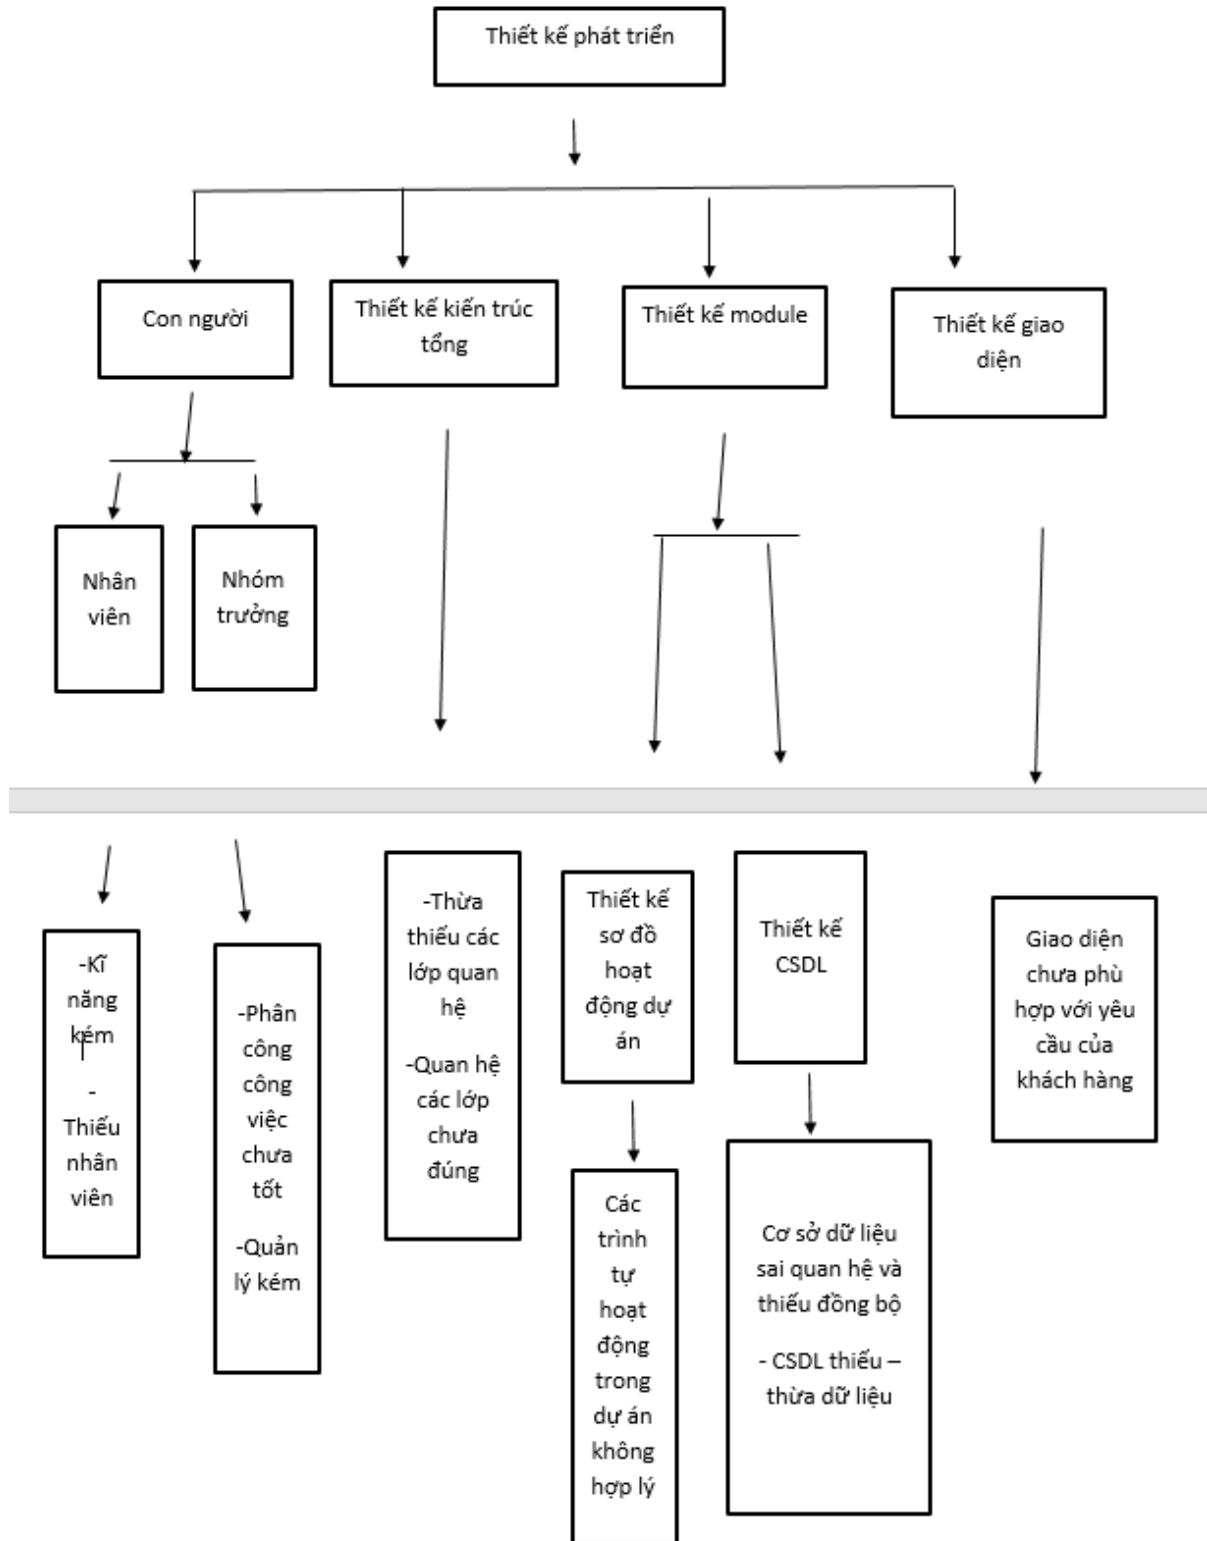 Thiết kế phát triển
Con người
Thiết kế kiến trúc
tổng
Thiết kế module
Thiết kế giao
diện
Nhân
viên
Nhóm
trưởng
-Kĩ
năng
kém
-
Thiếu
nhân
viên
-Phân
công
công
việc
chưa
tốt
-Quản
lý kém
-Thừa
thiếu các
lớp quan
hệ
-Quan hệ
các lớp
chưa
đúng
Thiết kế
sơ đồ
hoạt
động dự
án
Thiết kế
CSDL
Giao diện
chưa phù
hợp với yêu
cầu của
khách hàng
Các
trình
tự
hoạt
động
trong
dự án
không
hợp lý
Cơ sở dữ liệu
sai quan hệ và
thiếu đồng bộ
- CSDL thiếu –
thừa dữ liệu